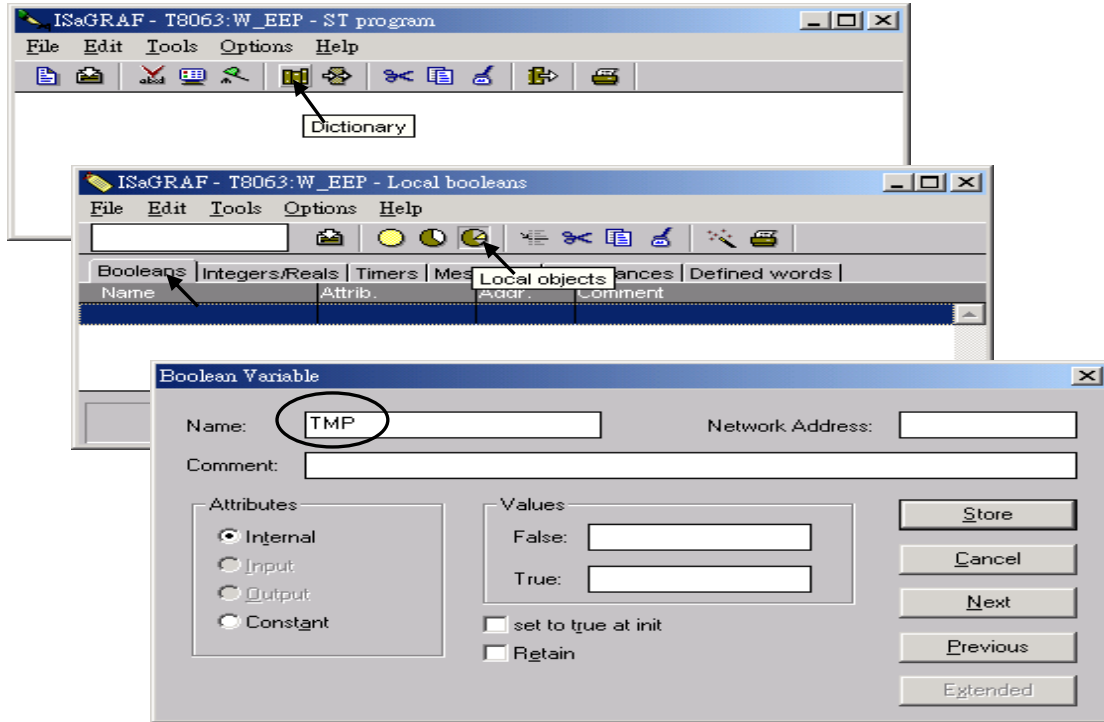 ISaGRAF - T8063:W_EEP - ST program
File Edit Tools Options Help
Dictionary
ISaGRAF - T8063:W_EEP - Local booleans
File Edit Tools Options Help
Booleans Integers/Reals Timers Defined words
Local objects
Name Attrib. Addr. Comment
Boolean Variable
Name: TMP Network Address:
Comment:
Attributes Values
Store
Internal False:
Cancel
Input
True:
Output
Next
Constant
set to true at init
Previous
Retain
Extended